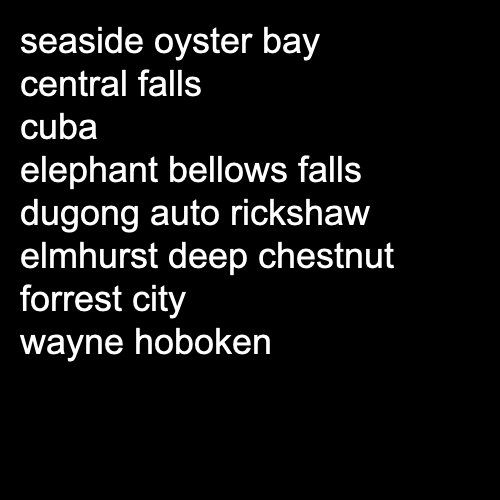 seaside oyster bay
central falls
cuba
elephant bellows falls
dugong auto rickshaw
elmhurst deep chestnut
forrest city
wayne hoboken